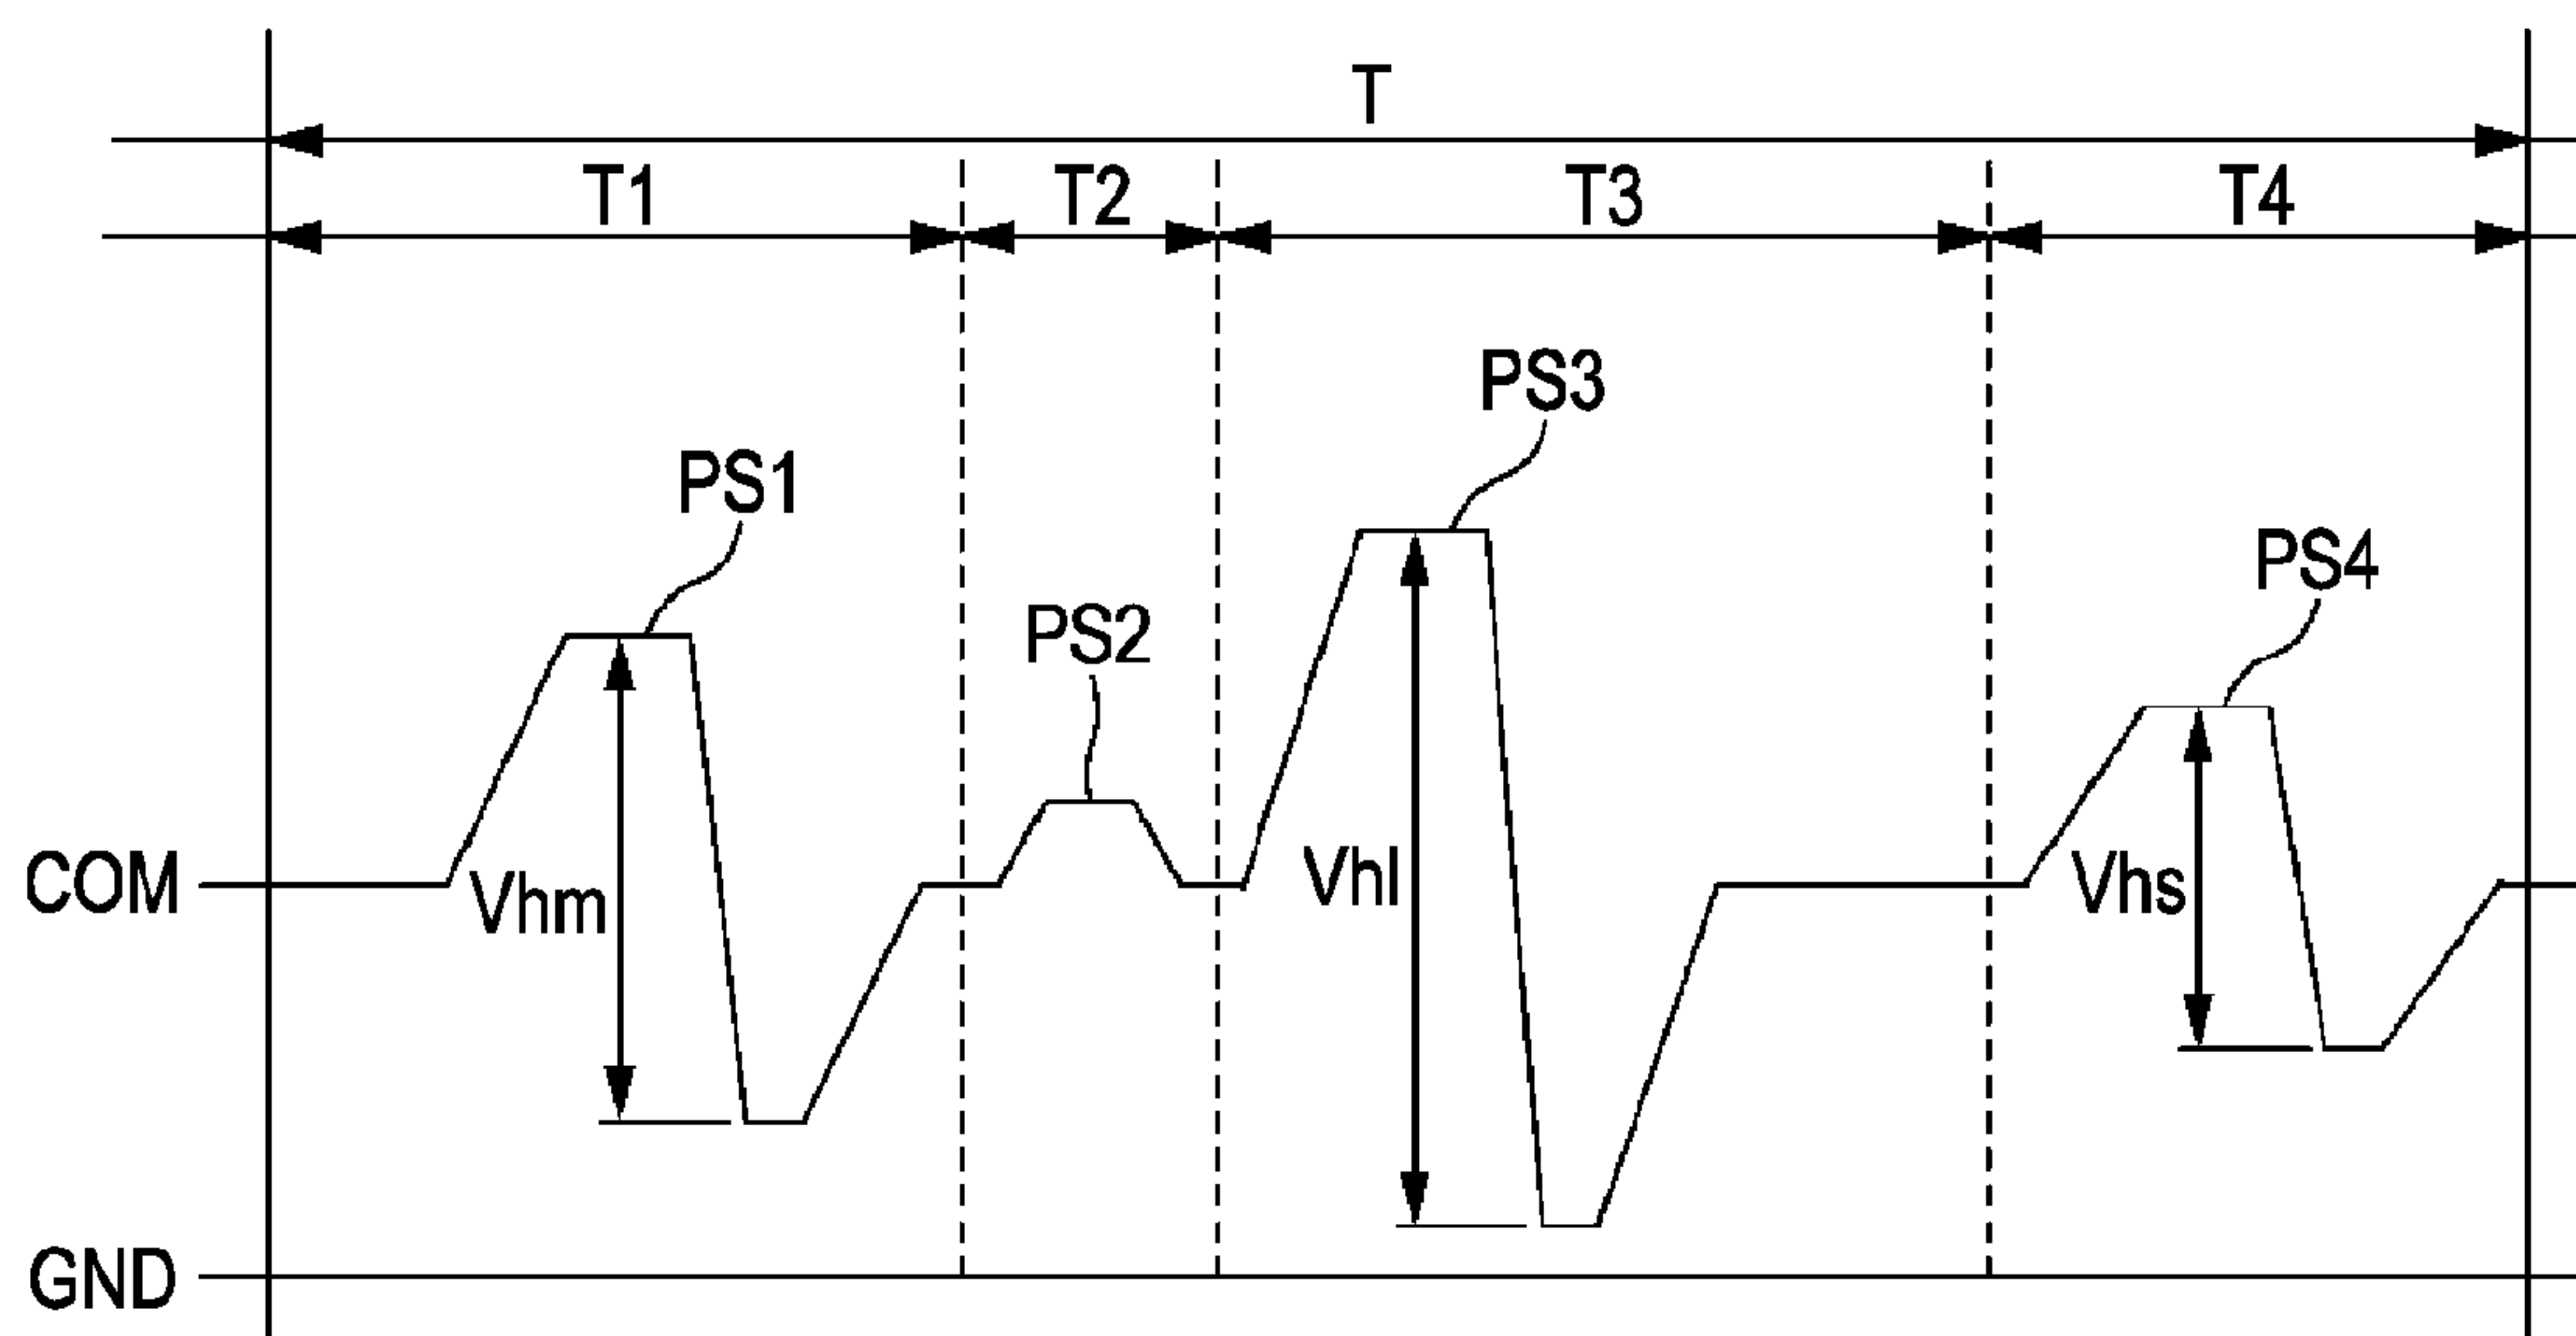 T
T1 T2 T3 T4
PS3
PS1
PS4
PS2
COM Vhm Vhl Vhs
GND